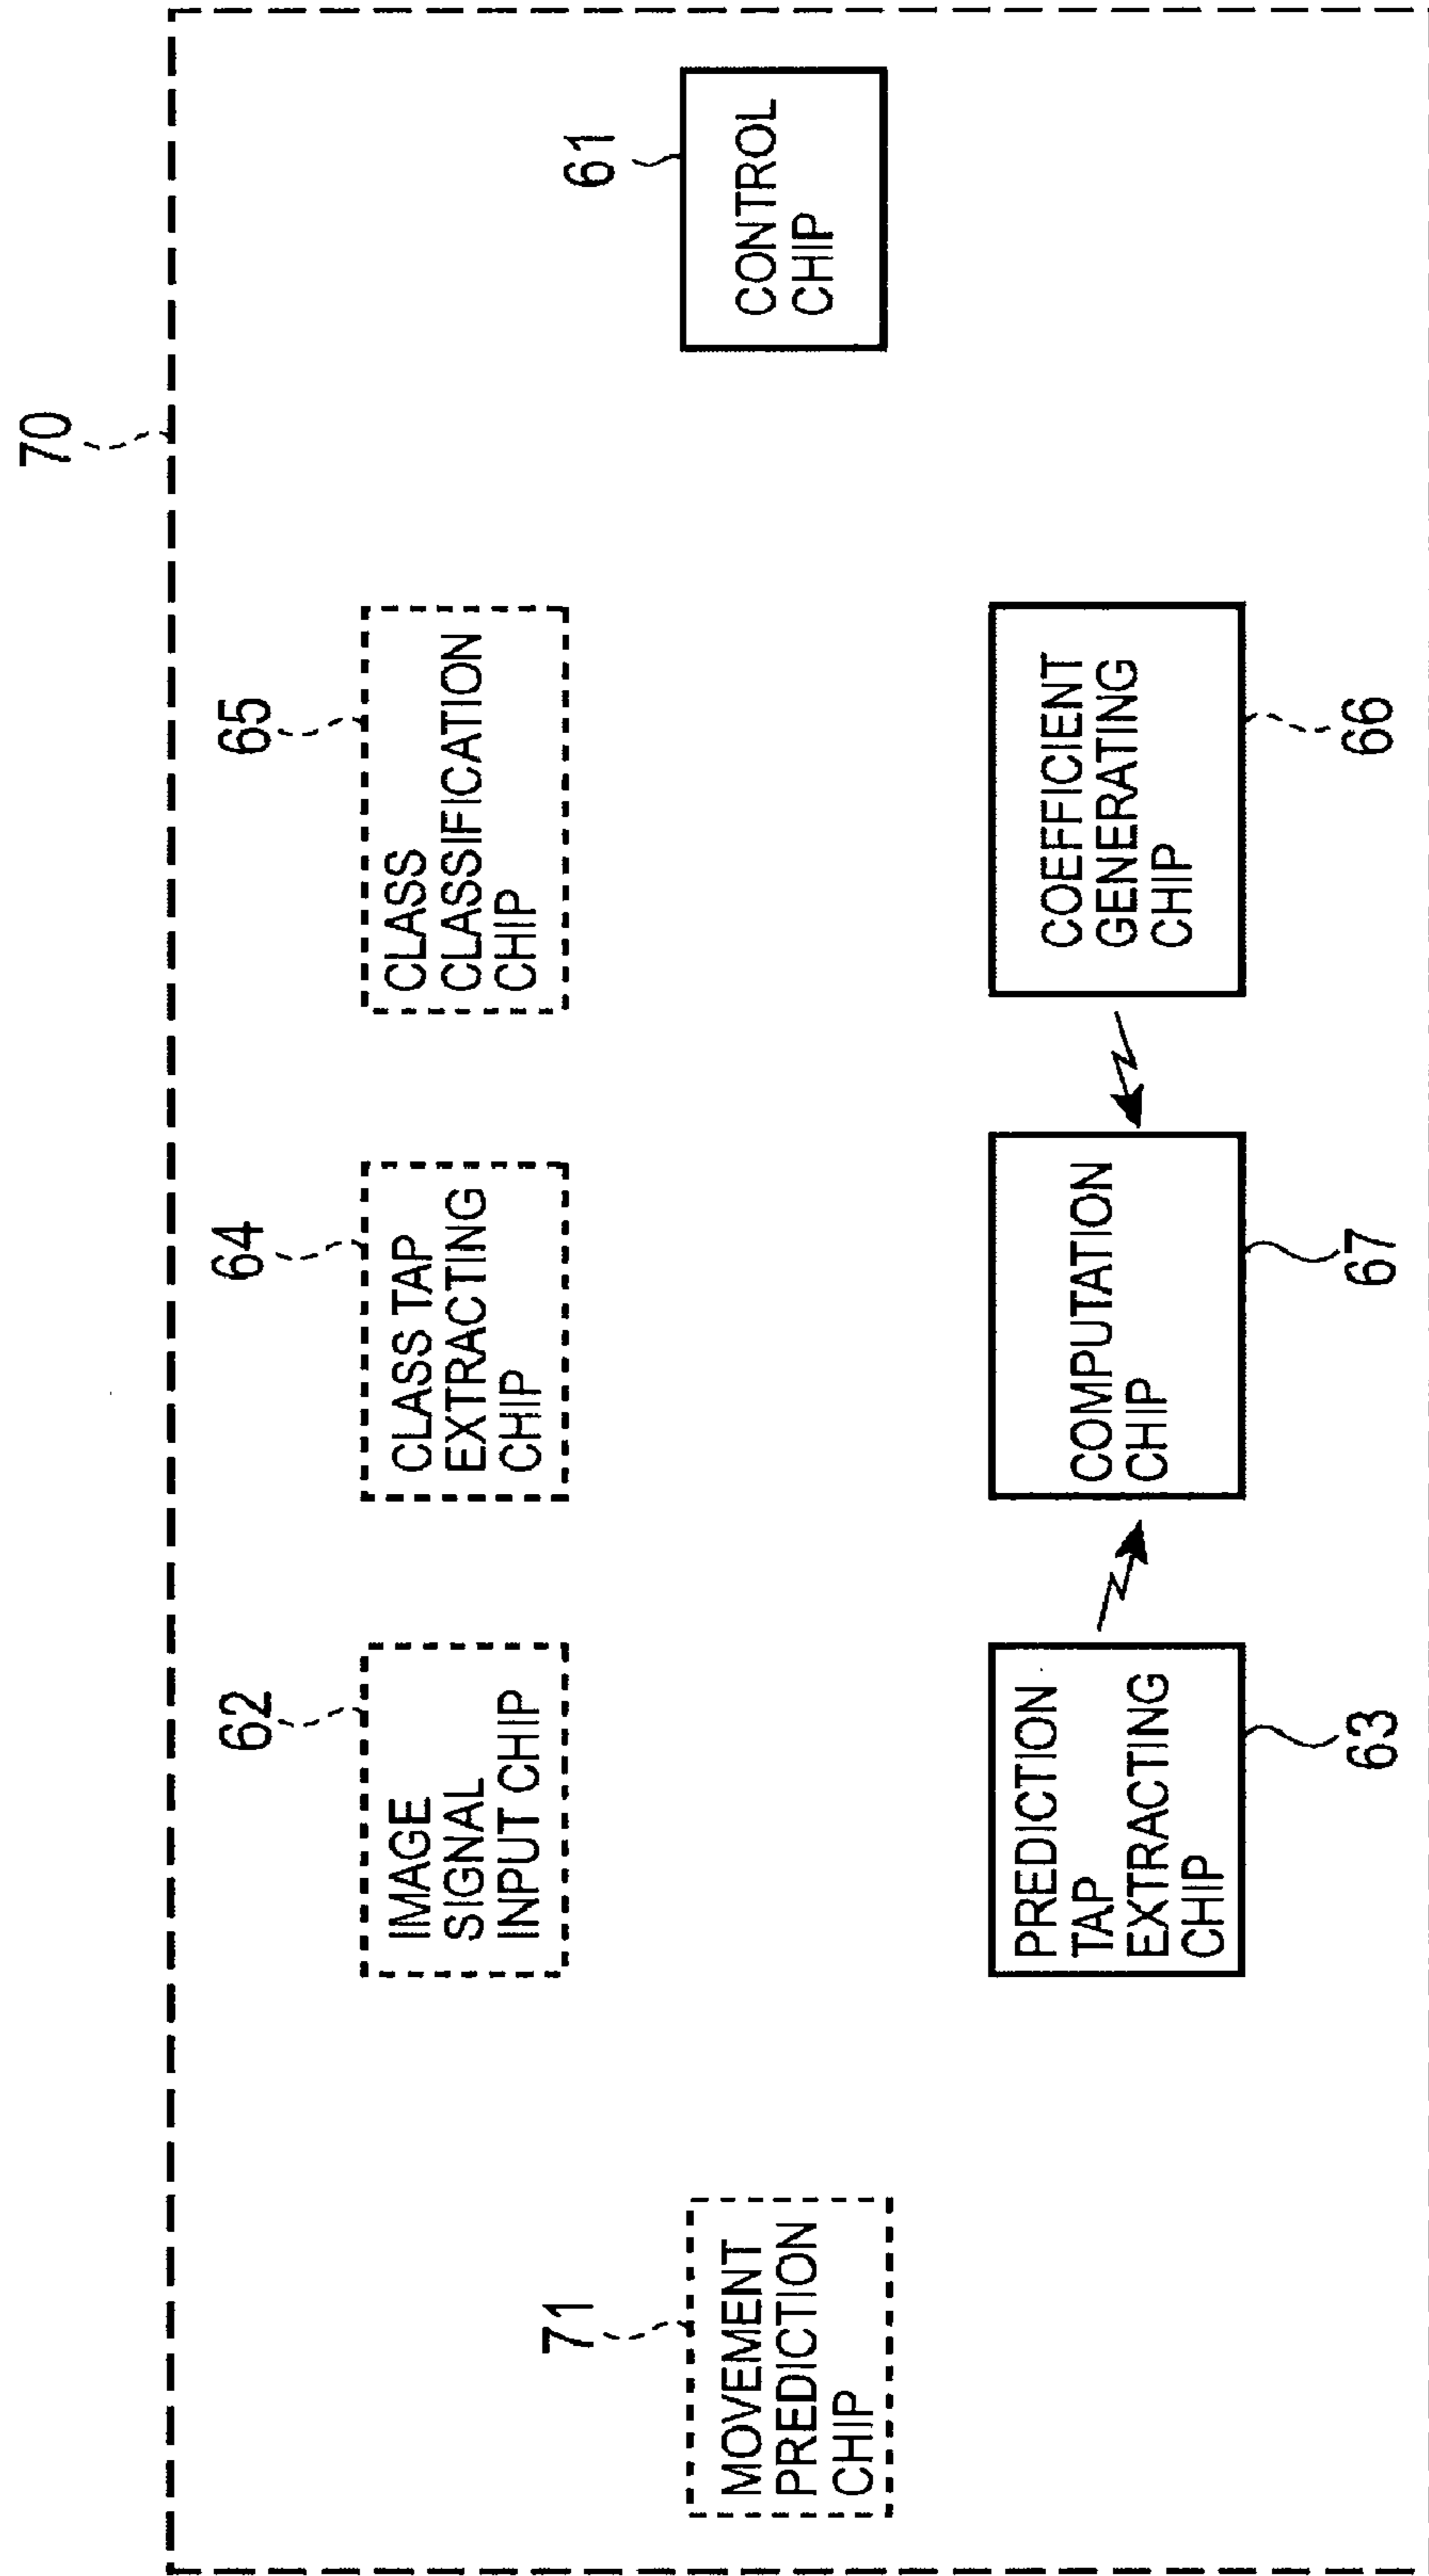 70
71
MOVEMENT
PREDICTION
CHIP
62
IMAGE
SIGNAL
INPUT CHIP
64
CLASS TAP
EXTRACTING
CHIP
65
CLASS
CLASSIFICATION
CHIP
61
CONTROL
CHIP
PREDICTION
TAP
EXTRACTING
CHIP
63
COMPUTATION
CHIP
67
COEFFICIENT
GENERATING
CHIP
66